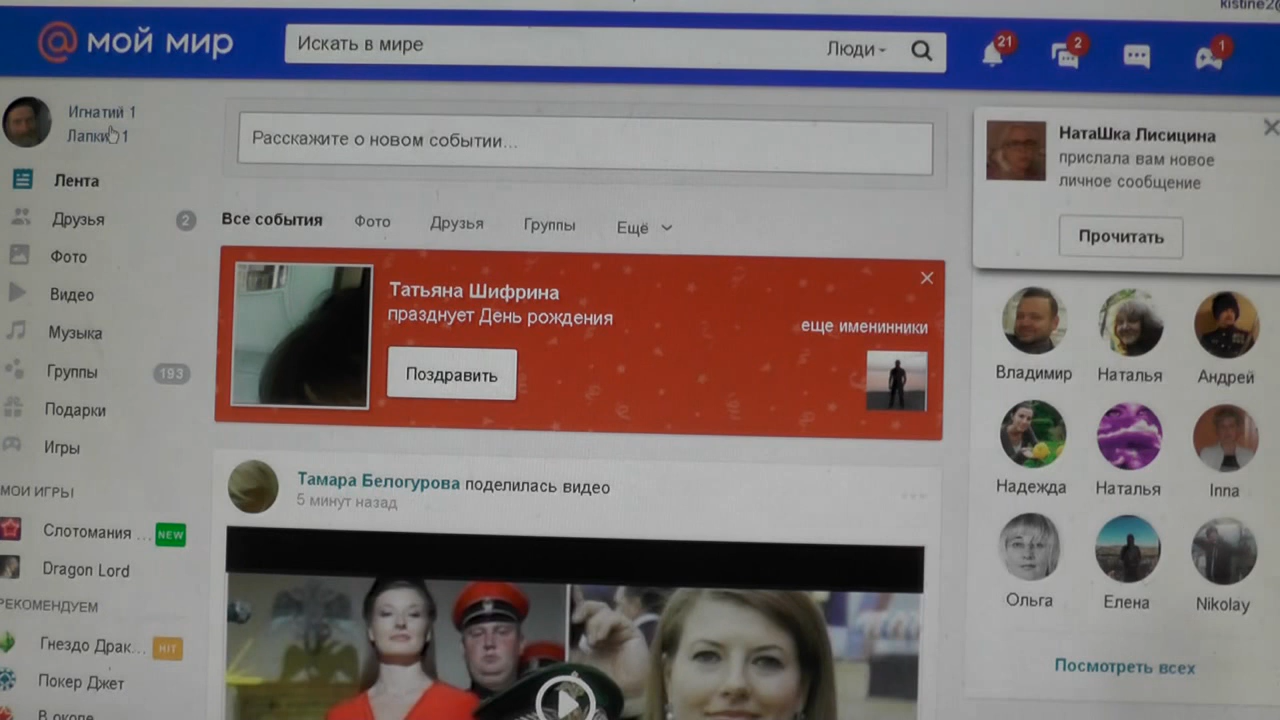 kistine2@
@ мой мир
Искать в мире
Люди
21
2
1
Игнатий 1
Лапки 1
Лента
Друзья
2
Фото
Видео
Музыка
Группы
193
Подарки
Игры
МОИ ИГРЫ
Слотомания ...
NEW
Dragon Lord
РЕКОМЕНДУЕМ
Гнездо Драк...
HIT
Покер Джет
В окопе
Расскажите о новом событии...
Все события
Фото
Друзья
Группы
Ещё
Татьяна Шифрина
празднует День рождения
Поздравить
еще именинники
Тамара Белогурова поделилась видео
5 минут назад
НатаШка Лисицина
прислала вам новое
личное сообщение
Прочитать
Владимир
Наталья
Андрей
Надежда
Наталья
Inna
Ольга
Елена
Nikolay
Посмотреть всех